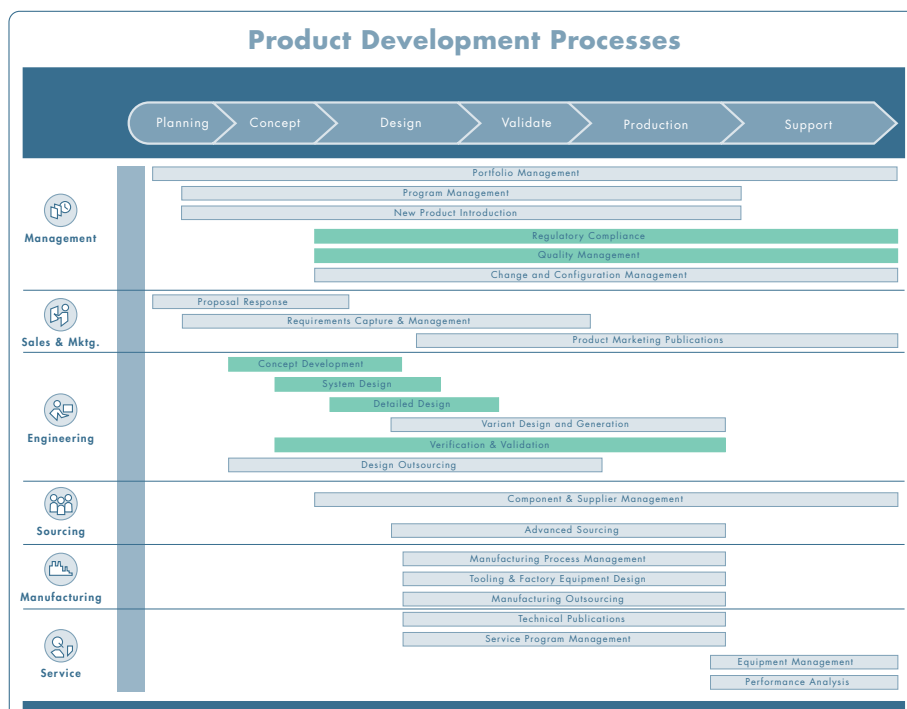 Product Development Processes
Planning
Concept
Design
Validate
Production
Support
Management
Portfolio Management
Program Management
New Product Introduction
Regulatory Compliance
Quality Management
Change and Configuration Management
Sales & Mktg.
Proposal Response
Requirements Capture & Management
Product Marketing Publications
Engineering
Concept Development
System Design
Detailed Design
Variant Design and Generation
Verification & Validation
Design Outsourcing
Sourcing
Component & Supplier Management
Advanced Sourcing
Manufacturing
Manufacturing Process Management
Tooling & Factory Equipment Design
Manufacturing Outsourcing
Service
Technical Publications
Service Program Management
Equipment Management
Performance Analysis